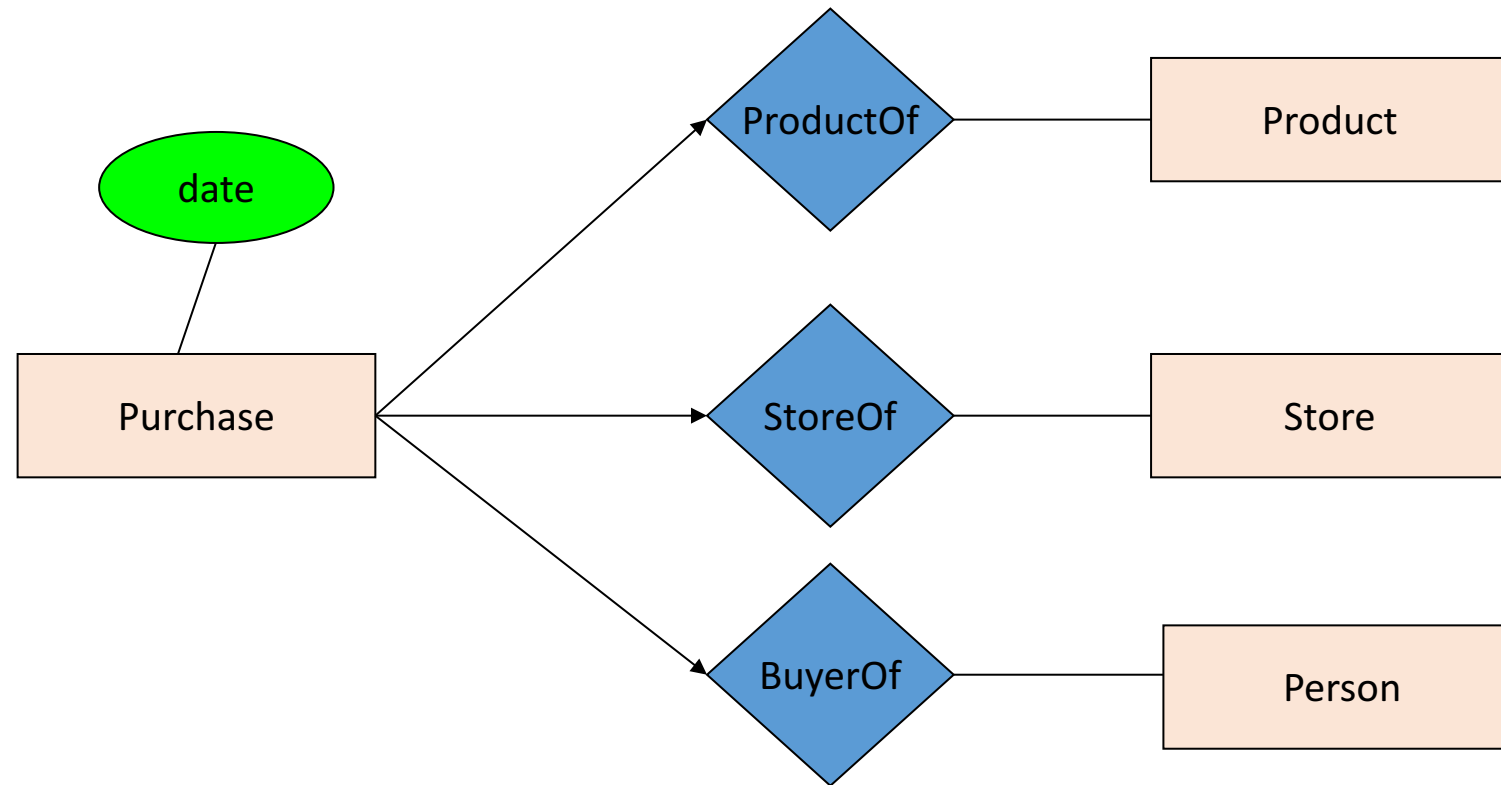 ProductOf
Product
date
Purchase
StoreOf
Store
BuyerOf
Person